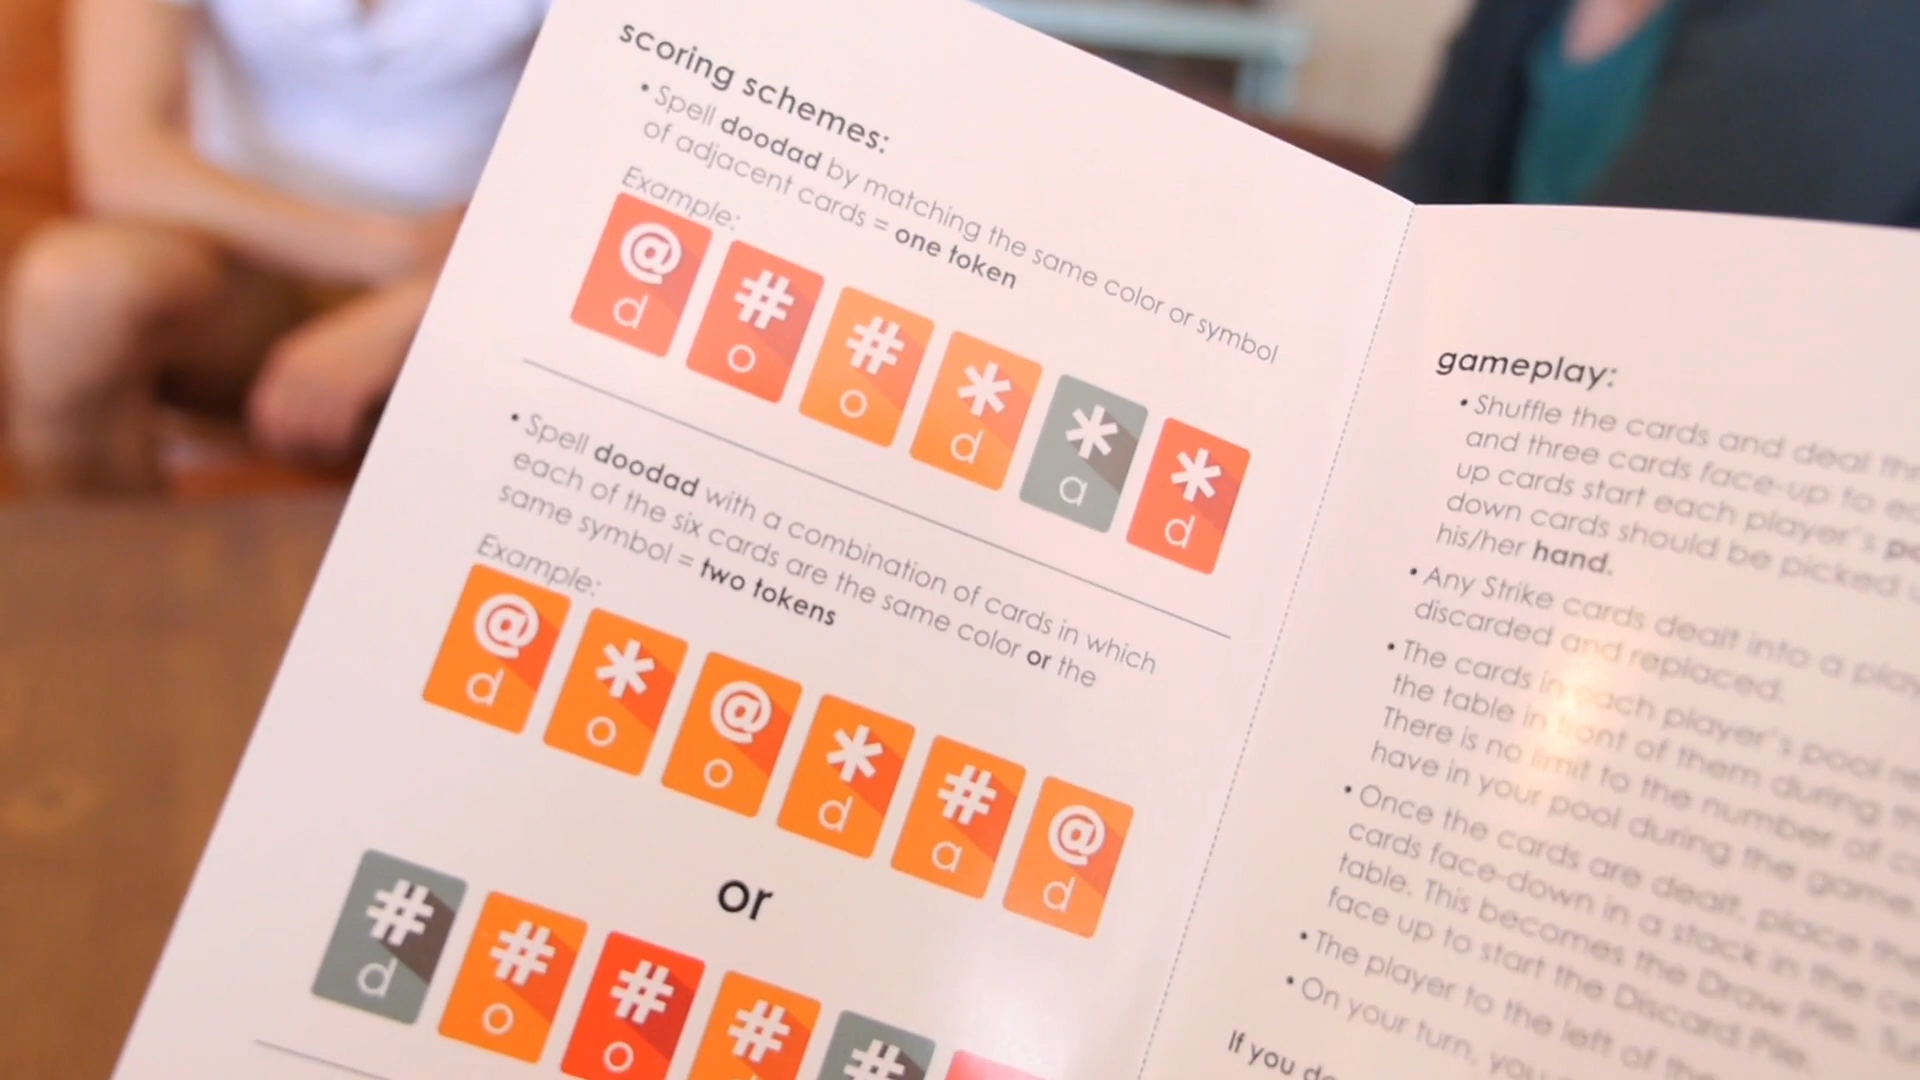 scoring schemes:
• Spell doodad by matching the same color or symbol
of adjacent cards = one token
Example:
@ # # * * *
d o o d a d
• Spell doodad with a combination of cards in which
each of the six cards are the same color or the
same symbol = two tokens
Example:
@ * @ * # @
d o o d a d
or
# # # # #
d o o
gameplay:
• Shuffle the cards and deal
and three cards face-up to
up cards start each player's
down cards should be picked
his/her hand.
• Any Strike cards dealt into a
discarded and replaced.
• The cards in each player's pool
the table in front of them during
There is no limit to the number of
have in your pool during the game.
• Once the cards are dealt, place
cards face-down in a stack in the
table. This becomes the Draw Pile.
face up to start the Discard Pile.
• The player to the left of the
• On your turn, you
If you